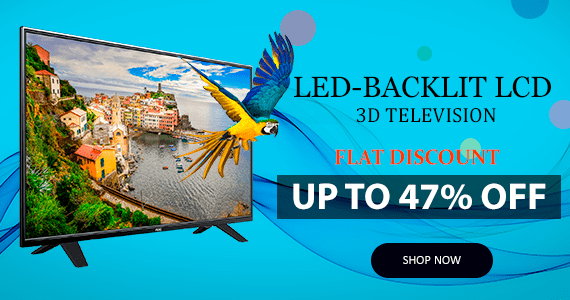 LED-BACKLIT LCD
3D TELEVISION
FLAT DISCOUNT
UP TO 47% OFF
SHOP NOW